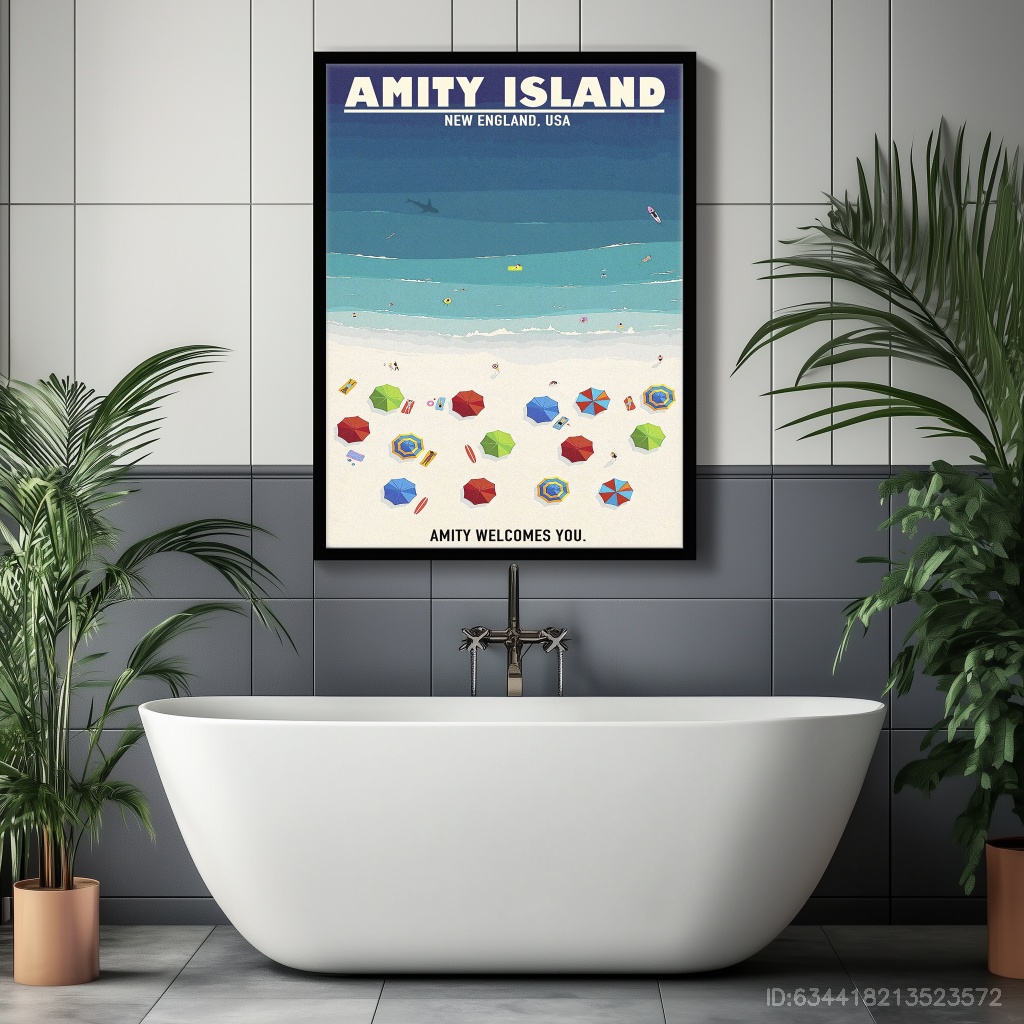 AMITY ISLAND
NEW ENGLAND, USA
AMITY WELCOMES YOU.
ID:634418213523572